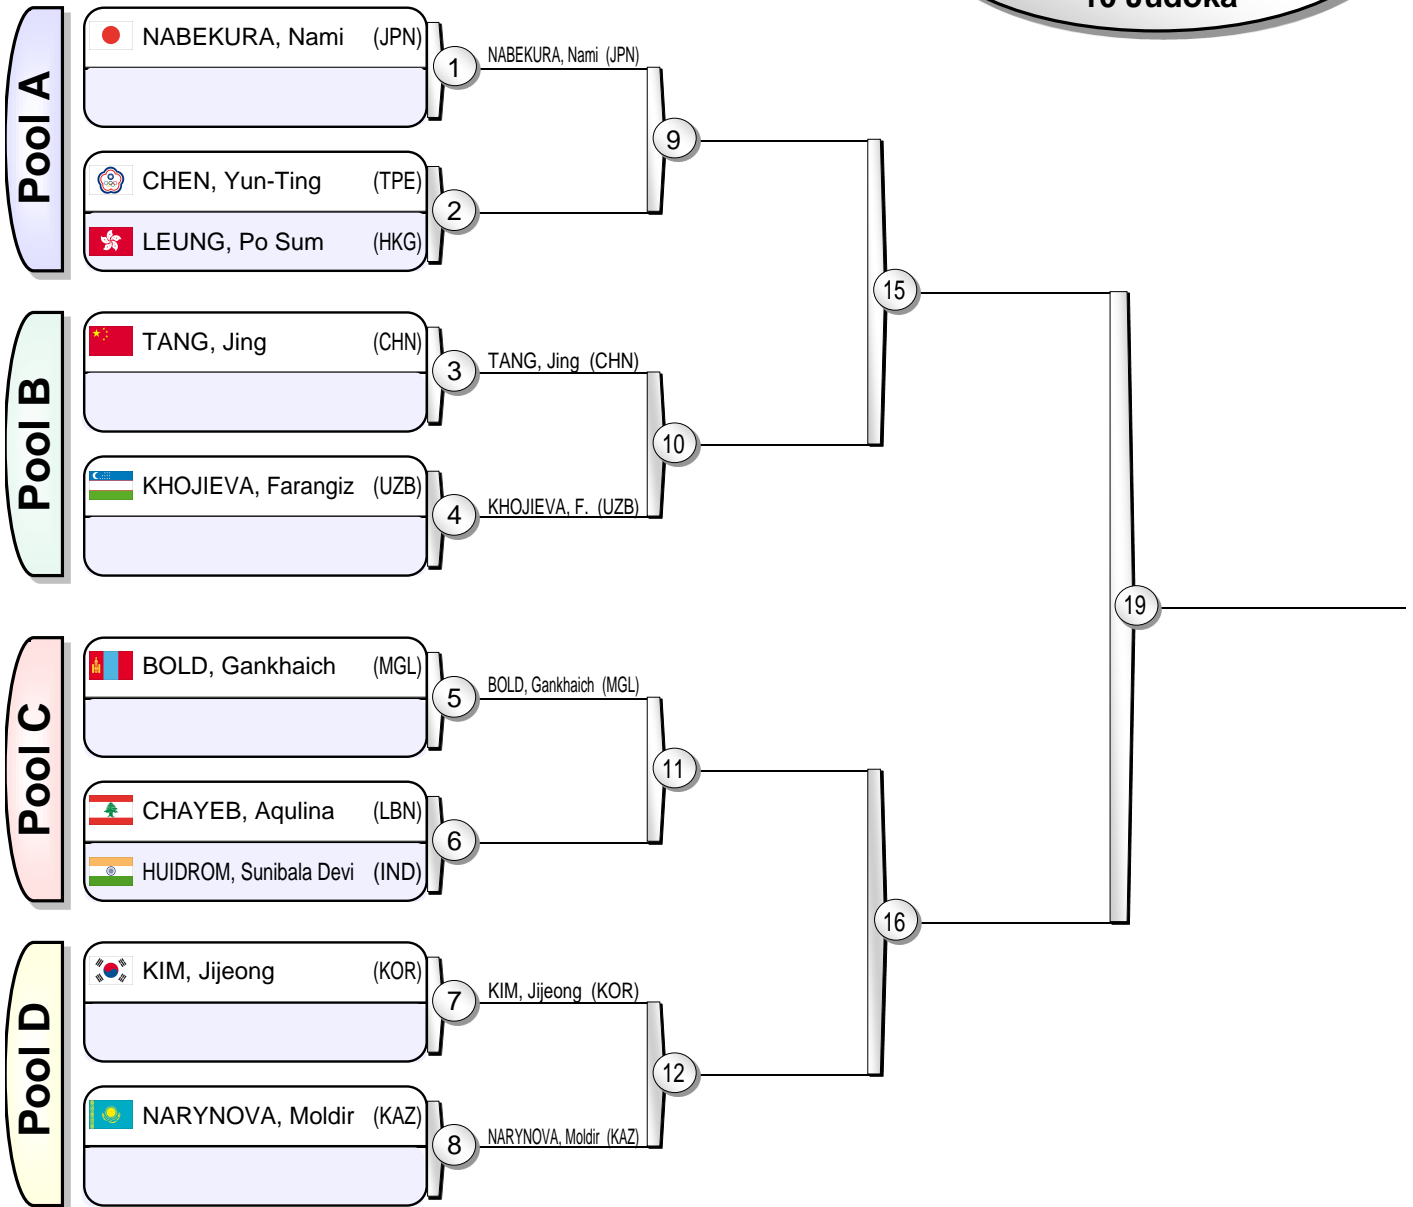 10 Judoka
Pool A
NABEKURA, Nami (JPN)
1
NABEKURA, Nami (JPN)
9
CHEN, Yun-Ting (TPE)
2
LEUNG, Po Sum (HKG)
15
Pool B
TANG, Jing (CHN)
3
TANG, Jing (CHN)
10
KHOJIEVA, Farangiz (UZB)
4
KHOJIEVA, F. (UZB)
19
Pool C
BOLD, Gankhaich (MGL)
5
BOLD, Gankhaich (MGL)
11
CHAYEB, Aqulina (LBN)
6
HUIDROM, Sunibala Devi (IND)
16
Pool D
KIM, Jijeong (KOR)
7
KIM, Jijeong (KOR)
12
NARYNOVA, Moldir (KAZ)
8
NARYNOVA, Moldir (KAZ)